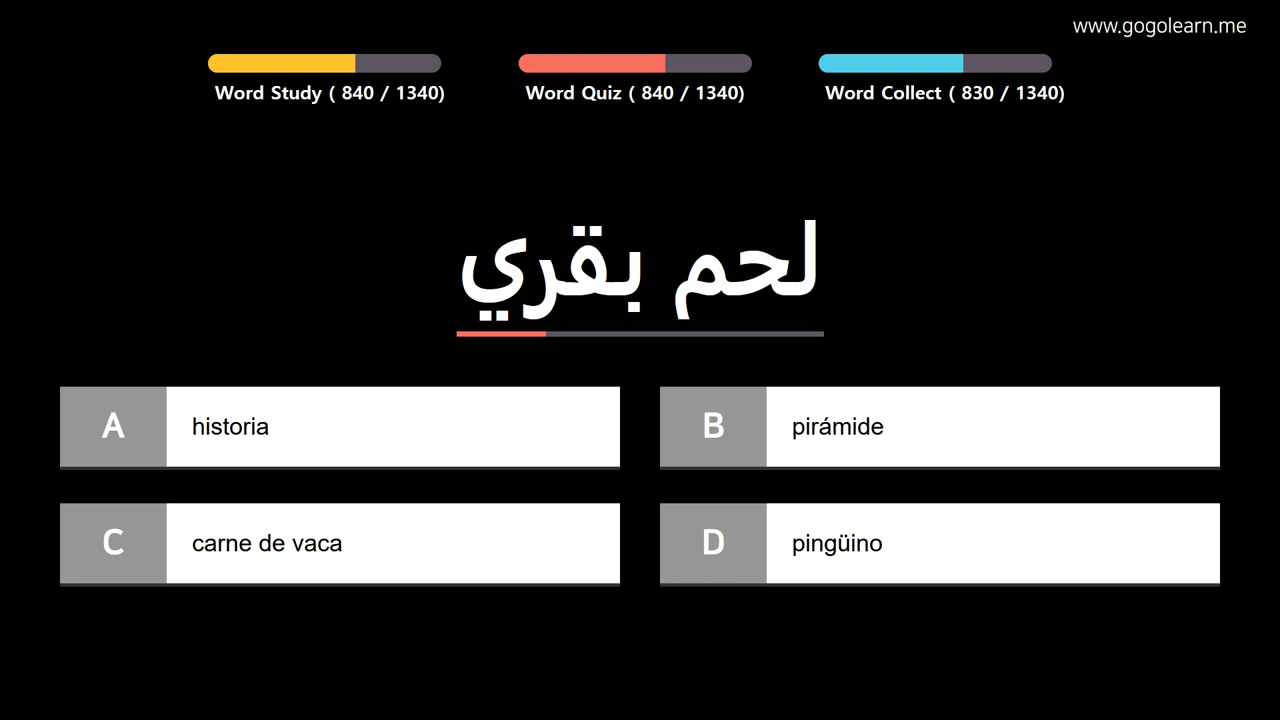 www.gogolearn.me
Word Study ( 840 / 1340)
Word Quiz ( 840 / 1340)
Word Collect ( 830 / 1340)
لحم بقري
A historia
B pirámide
C carne de vaca
D pingüino